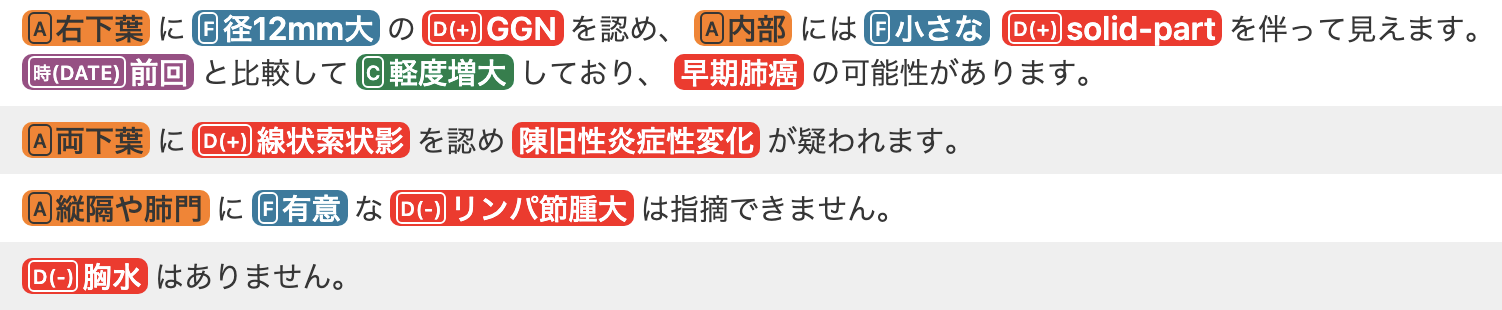 A右下葉 に F径12mm大 の D(+)GGN を認め、 A内部 には F小さな D(+)solid-part を伴って見えます。
時(DATE)前回 と比較して C軽度増大 しており、 早期肺癌 の可能性があります。
A両下葉 に D(+)線状索状影 を認め 陳旧性炎症性変化 が疑われます。
A縦隔や肺門 に F有意 な D(-)リンパ節腫大 は指摘できません。
D(-)胸水 はありません。